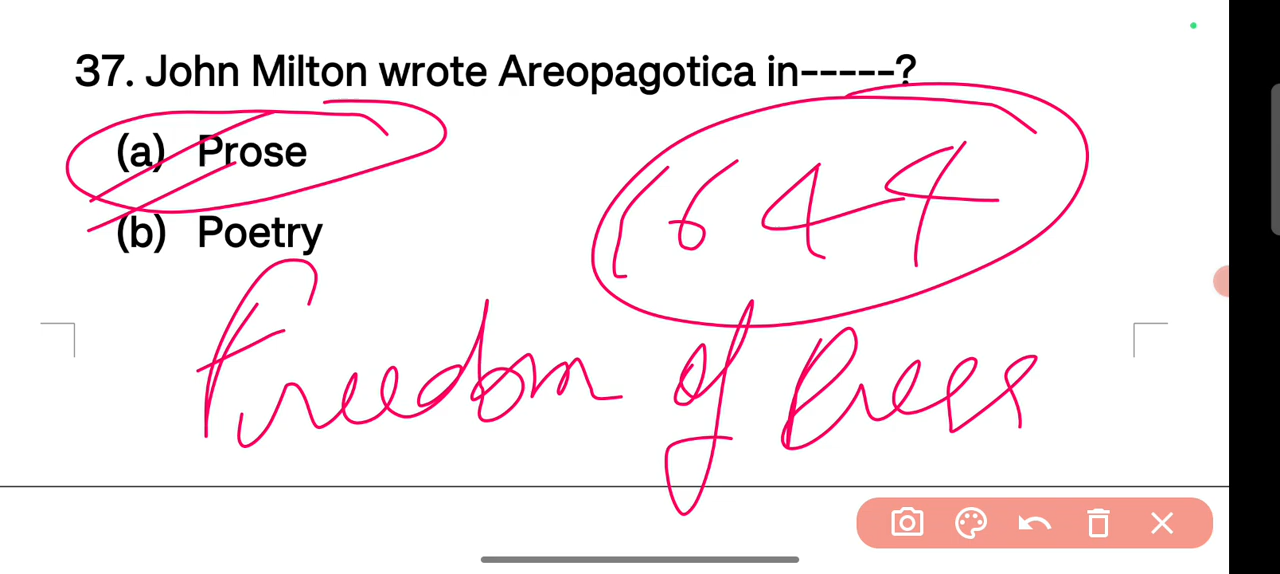 37. John Milton wrote Areopagotica in-----?
(a) Prose
1644
(b) Poetry
Freedom of Press